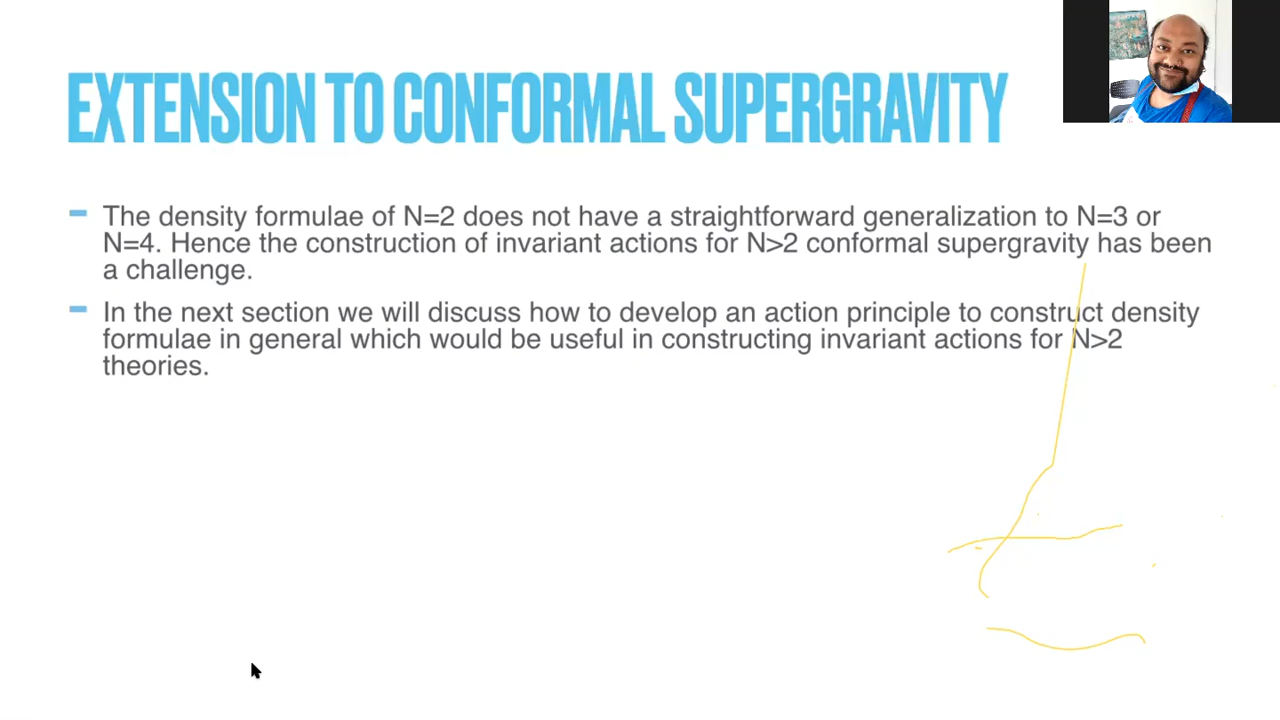 EXTENSION TO CONFORMAL SUPERGRAVITY
The density formulae of N=2 does not have a straightforward generalization to N=3 or
N=4. Hence the construction of invariant actions for N>2 conformal supergravity has been
a challenge.
In the next section we will discuss how to develop an action principle to construct density
formulae in general which would be useful in constructing invariant actions for N>2
theories.